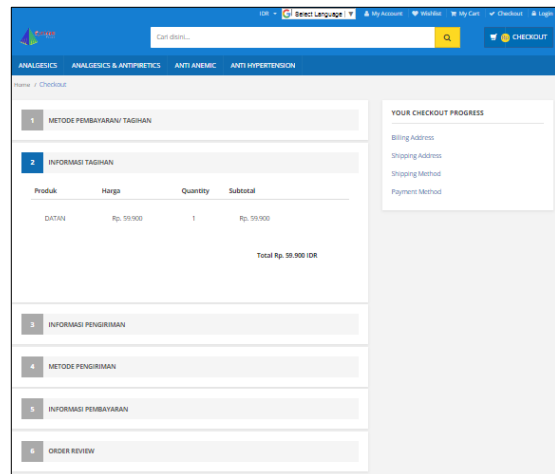 IDR Select Language ▼ My Account Wishlist My Cart Checkout Login
Cari disini...
CHECKOUT
ANALGESICS ANALGESICS & ANTIPIRETICS ANTI ANEMIC ANTI HYPERTENSION
Home / Checkout
1 METODE PEMBAYARAN/ TAGIHAN
2 INFORMASI TAGIHAN
Produk Harga Quantity Subtotal
DATAN Rp. 59.900 1 Rp. 59.900
Total Rp. 59.900 IDR
3 INFORMASI PENGIRIMAN
4 METODE PENGIRIMAN
5 INFORMASI PEMBAYARAN
6 ORDER REVIEW
YOUR CHECKOUT PROGRESS
Billing Address
Shipping Address
Shipping Method
Payment Method